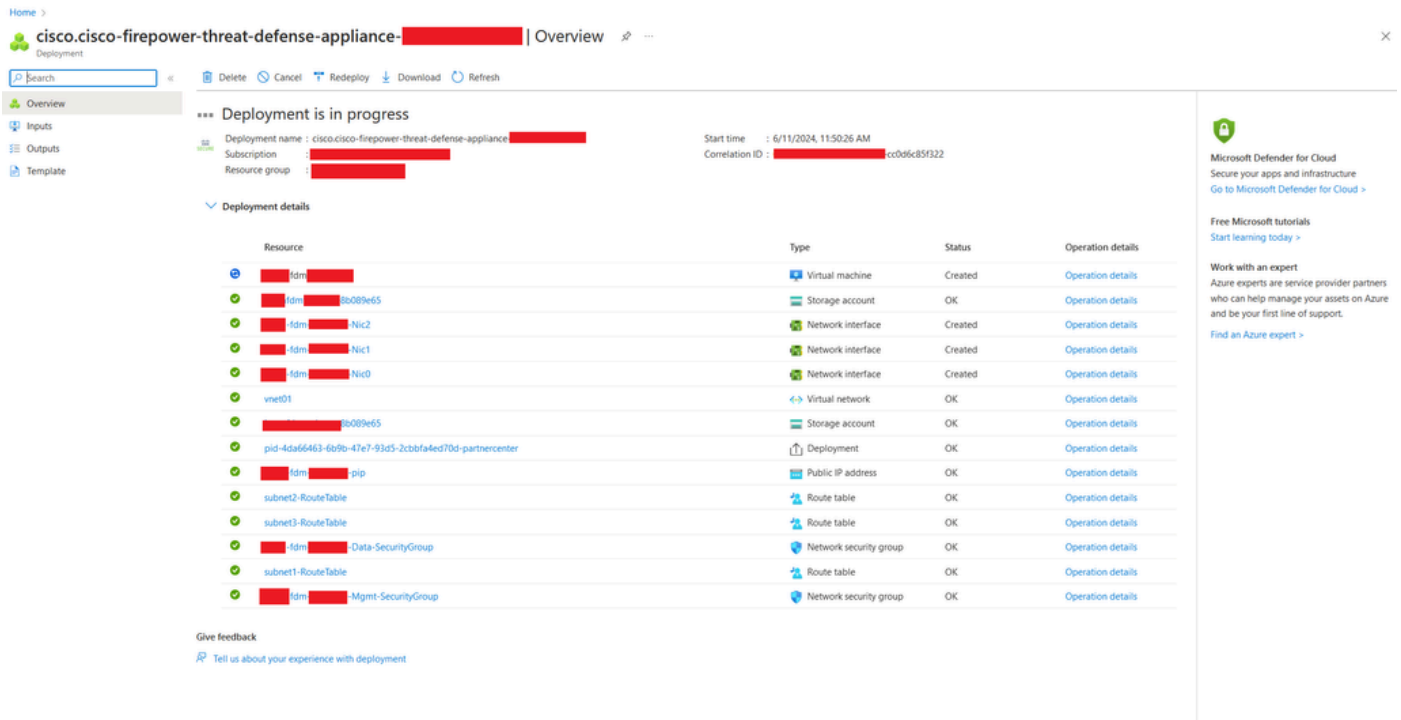 Home >
cisco.cisco-firepower-threat-defense-appliance- | Overview
Deployment
Search
Delete Cancel Redeploy Download Refresh
Overview
Inputs
Outputs
Template
Deployment is in progress
Deployment name : cisco.cisco-firepower-threat-defense-appliance-
Subscription :
Resource group :
Start time : 6/11/2024, 11:50:26 AM
Correlation ID : -cc0d6c85f322
Deployment details
Resource Type Status Operation details
fdm Virtual machine Created Operation details
fdm 8b089e65 Storage account OK Operation details
-fdm -Nic2 Network interface Created Operation details
-fdm -Nic1 Network interface Created Operation details
-fdm -Nic0 Network interface Created Operation details
vnet01 Virtual network OK Operation details
8b089e65 Storage account OK Operation details
pid-4da66463-6b9b-47e7-93d5-2cbbfa4ed70d-partnercenter Deployment OK Operation details
fdm- -pip Public IP address OK Operation details
subnet2-RouteTable Route table OK Operation details
subnet3-RouteTable Route table OK Operation details
-fdm -Data-SecurityGroup Network security group OK Operation details
subnet1-RouteTable Route table OK Operation details
fdm- -Mgmt-SecurityGroup Network security group OK Operation details
Give feedback
Tell us about your experience with deployment
Microsoft Defender for Cloud
Secure your apps and infrastructure
Go to Microsoft Defender for Cloud >
Free Microsoft tutorials
Start learning today >
Work with an expert
Azure experts are service provider partners
who can help manage your assets on Azure
and be your first line of support.
Find an Azure expert >